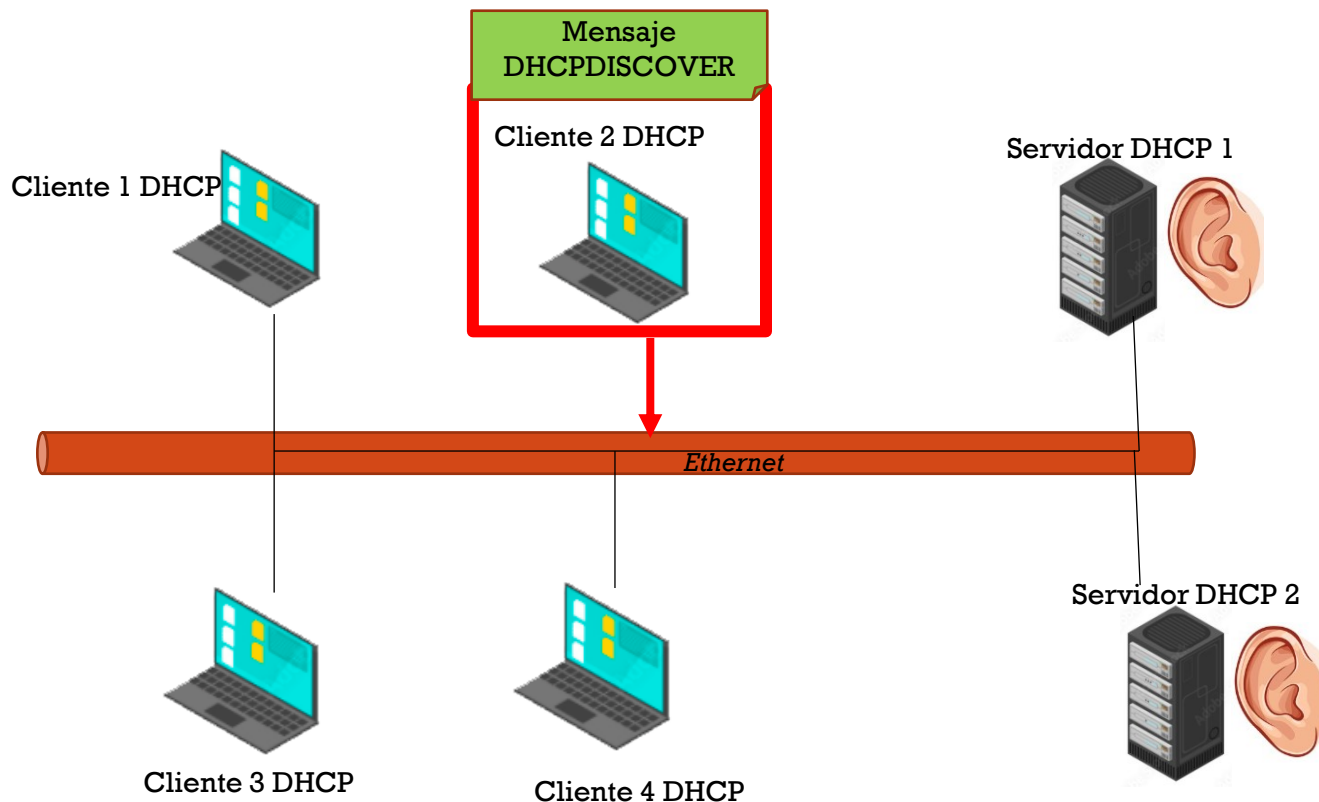 Mensaje
DHCPDISCOVER
Cliente 2 DHCP
Servidor DHCP 1
Cliente 1 DHCP
Ethernet
Servidor DHCP 2
Cliente 3 DHCP
Cliente 4 DHCP